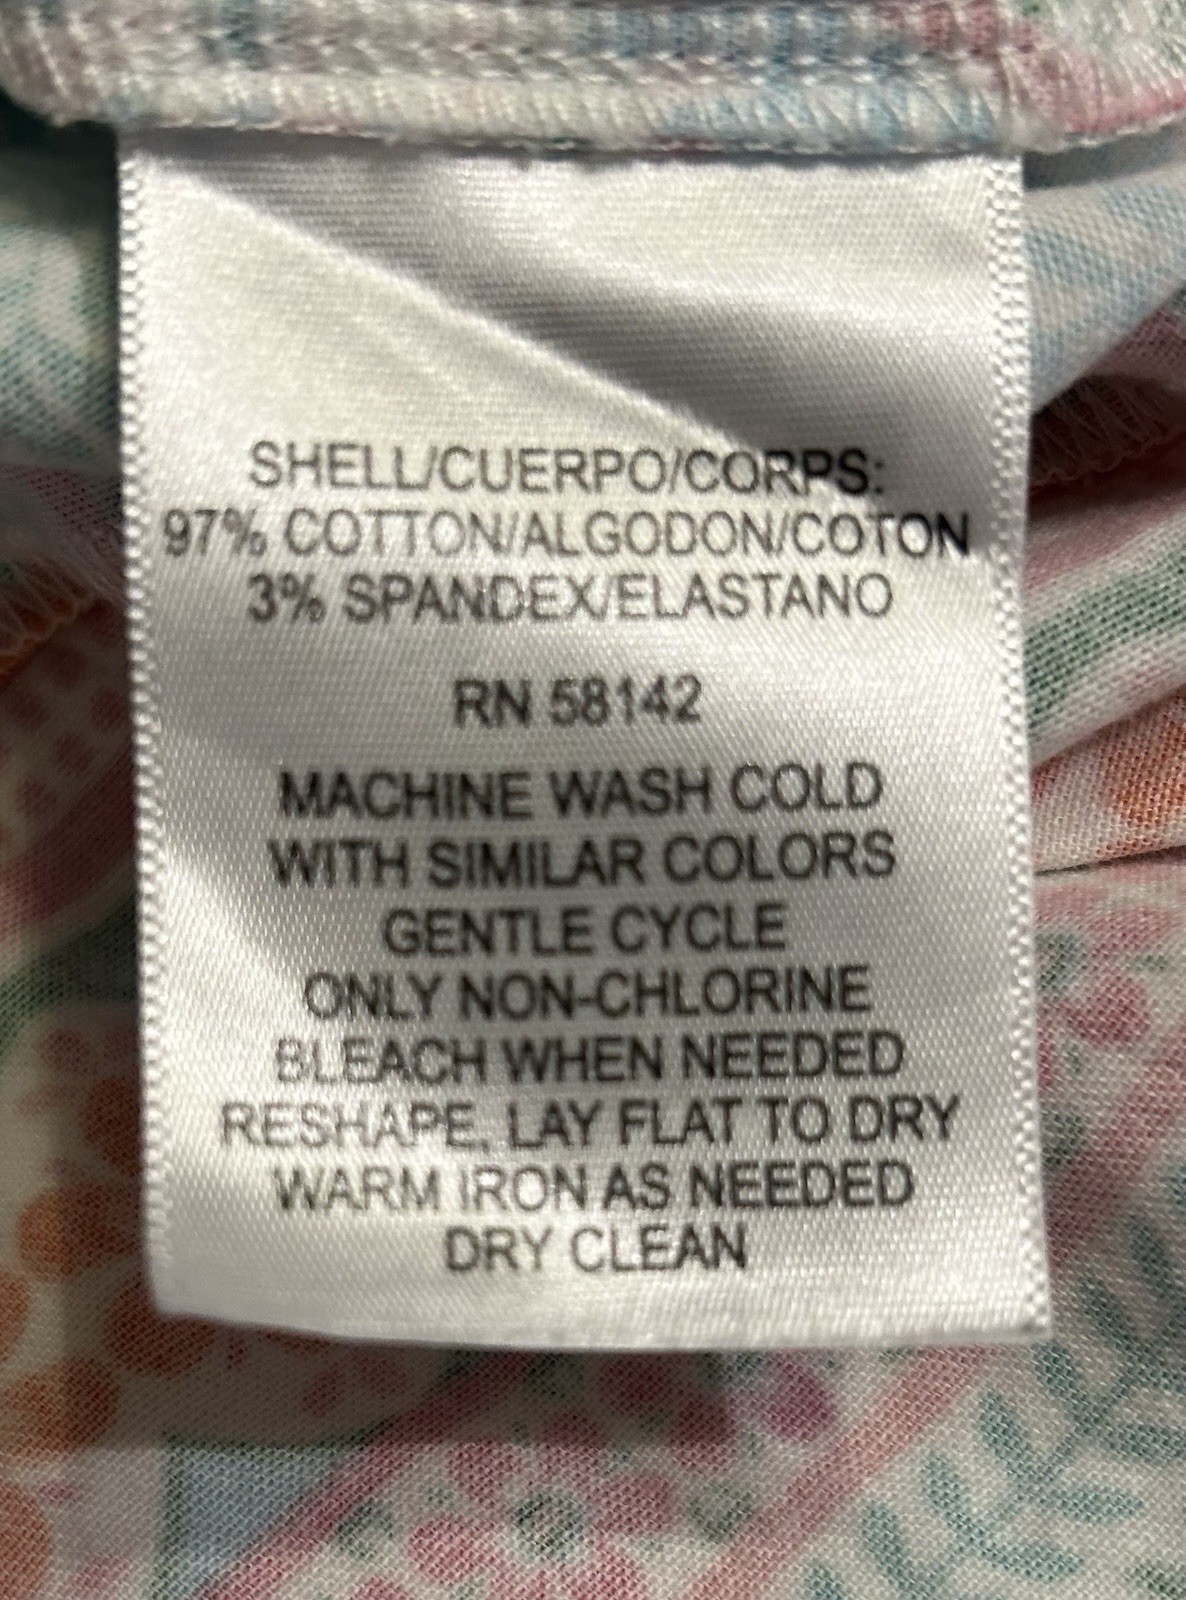 SHELL/CUERPO/CORPS:
97% COTTON/ALGODON/COTON
3% SPANDEX/ELASTANO
RN 58142
MACHINE WASH COLD
WITH SIMILAR COLORS
GENTLE CYCLE
ONLY NON-CHLORINE
BLEACH WHEN NEEDED
RESHAPE, LAY FLAT TO DRY
WARM IRON AS NEEDED
DRY CLEAN